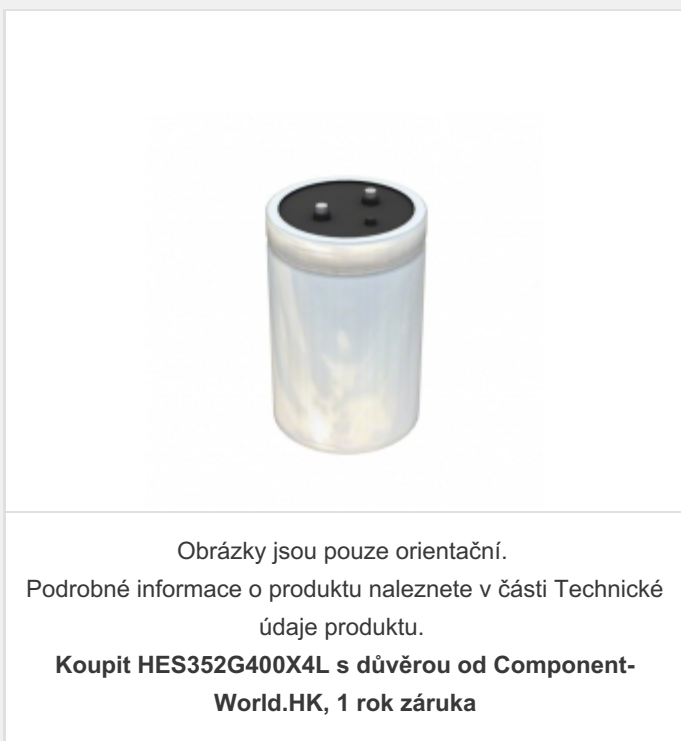 Obrázky jsou pouze orientační.
Podrobné informace o produktu naleznete v části Technické
údaje produktu.
Koupit HES352G400X4L s důvěrou od Component-
World.HK, 1 rok záruka